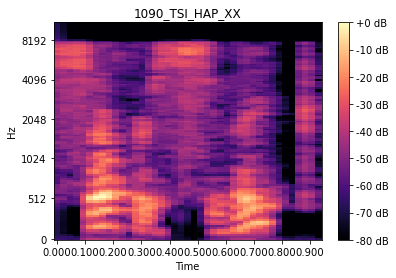 1090_TSI_HAP_XX
8192
4096
2048
1024
512
0
Hz
0.0000.1000.2000.3000.4000.5000.6000.7000.8000.900
Time
+0 dB
-10 dB
-20 dB
-30 dB
-40 dB
-50 dB
-60 dB
-70 dB
-80 dB